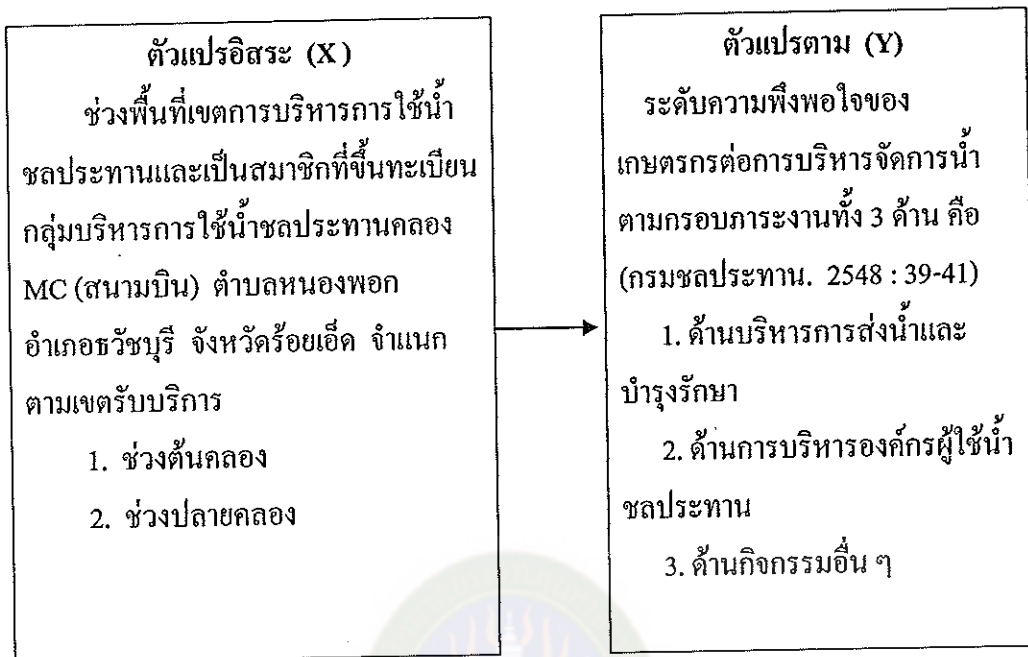 ตัวแปรอิสระ (X)
ช่วงพื้นที่เขตการบริหารการใช้น้ำ
ชลประทานและเป็นสมาชิกที่ขึ้นทะเบียน
กลุ่มบริหารการใช้น้ำชลประทานคลอง
MC (สนามบิน) ตำบลหนองพอก
อำเภอธวัชบุรี จังหวัดร้อยเอ็ด จำแนก
ตามเขตรับบริการ
1. ช่วงต้นคลอง
2. ช่วงปลายคลอง
ตัวแปรตาม (Y)
ระดับความพึงพอใจของ
เกษตรกรต่อการบริหารจัดการน้ำ
ตามกรอบภาระงานทั้ง 3 ด้าน คือ
(กรมชลประทาน. 2548 : 39-41)
1. ด้านบริหารการส่งน้ำและ
บำรุงรักษา
2. ด้านการบริหารองค์กรผู้ใช้น้ำ
ชลประทาน
3. ด้านกิจกรรมอื่น ๆ